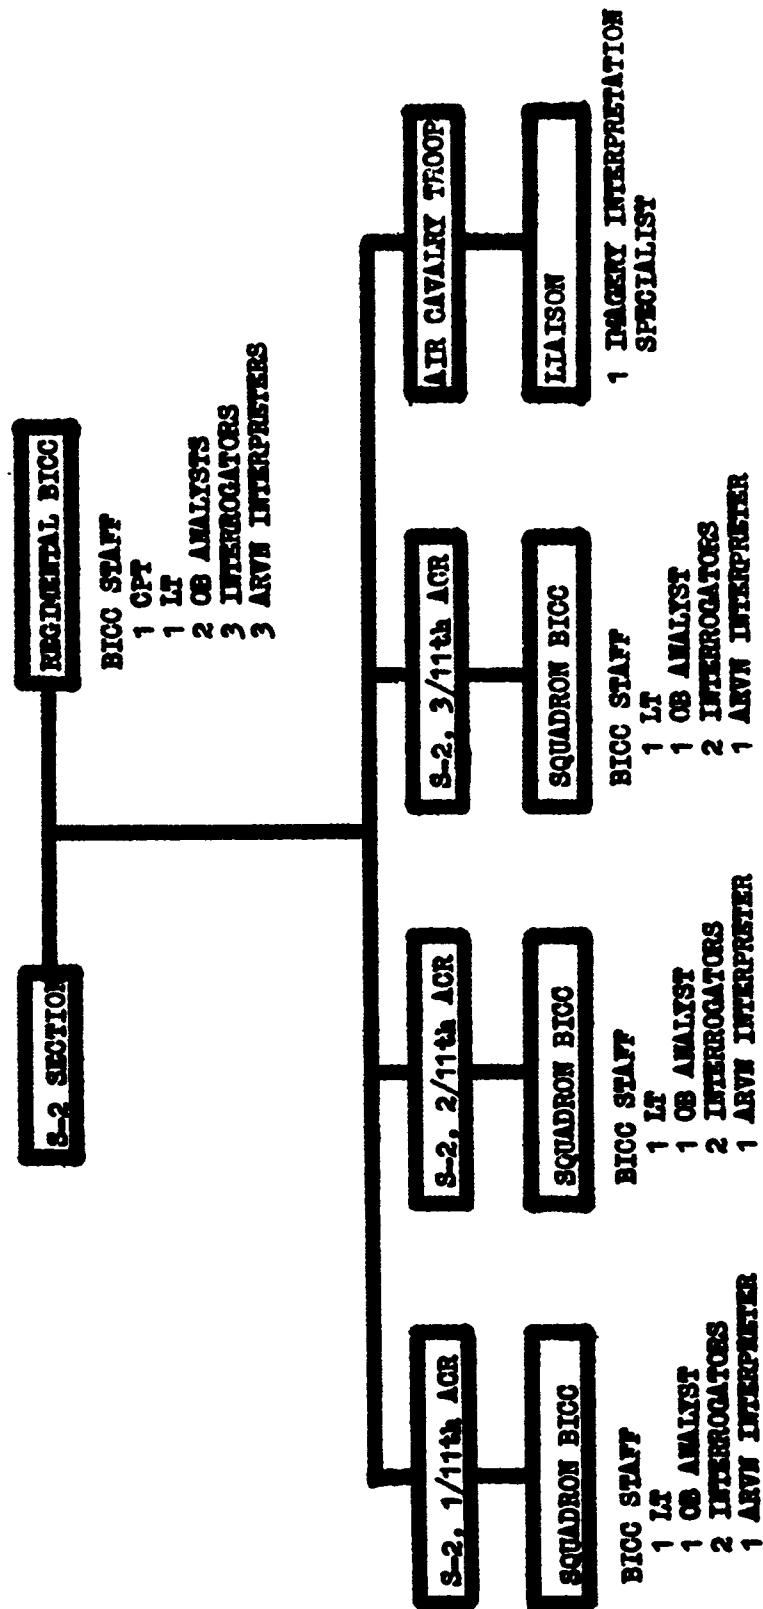 S-2 SECTION
REGIMENTAL BICC
BICC STAFF
1 CPT
1 LT
2 OB ANALYSTS
3 INTERROGATORS
3 ARVN INTERPRETERS
S-2, 1/11th ACR
SQUADRON BICC
BICC STAFF
1 LT
1 OB ANALYST
2 INTERROGATORS
1 ARVN INTERPRETER
S-2, 2/11th ACR
SQUADRON BICC
BICC STAFF
1 LT
1 OB ANALYST
2 INTERROGATORS
1 ARVN INTERPRETER
S-2, 3/11th ACR
SQUADRON BICC
BICC STAFF
1 LT
1 OB ANALYST
2 INTERROGATORS
1 ARVN INTERPRETER
AIR CAVALRY TROOP
LIAISON
1 IMAGERY INTERPRETATION
SPECIALIST